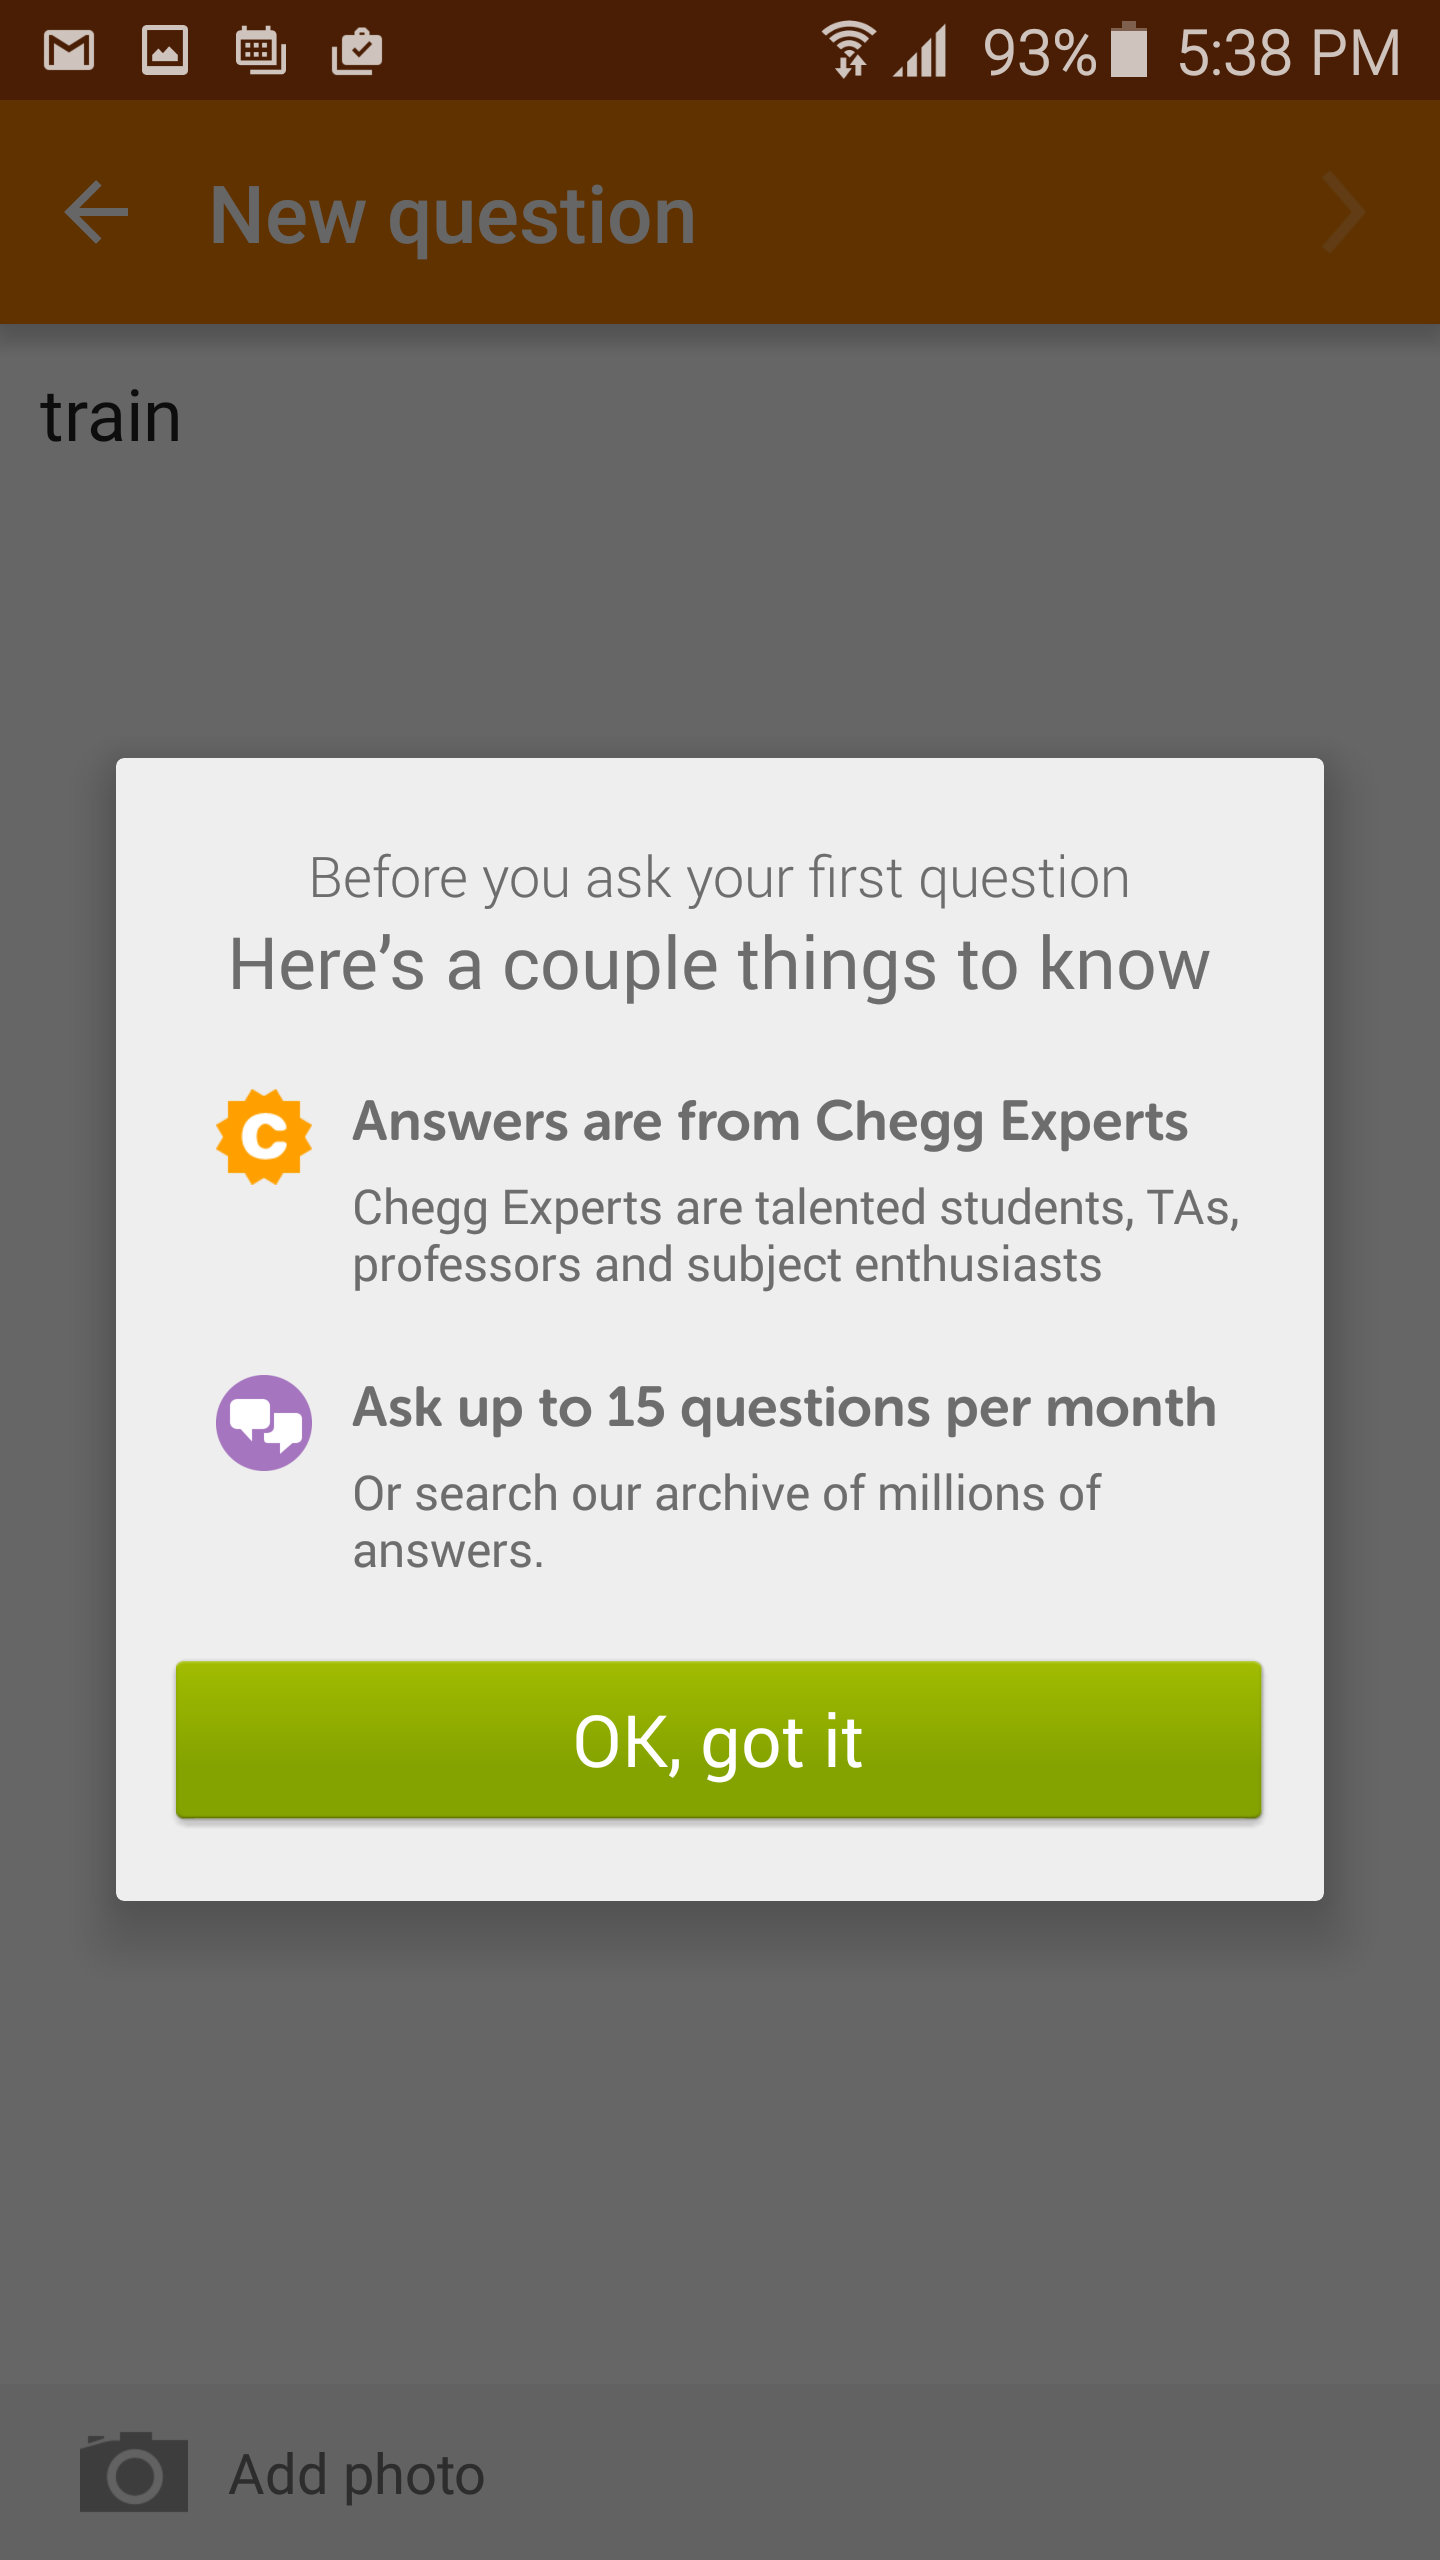 93% 5:38 PM
New question
train
Before you ask your first question
Here's a couple things to know
C
Answers are from Chegg Experts
Chegg Experts are talented students, TAs,
professors and subject enthusiasts
Ask up to 15 questions per month
Or search our archive of millions of
answers.
OK, got it
Add photo